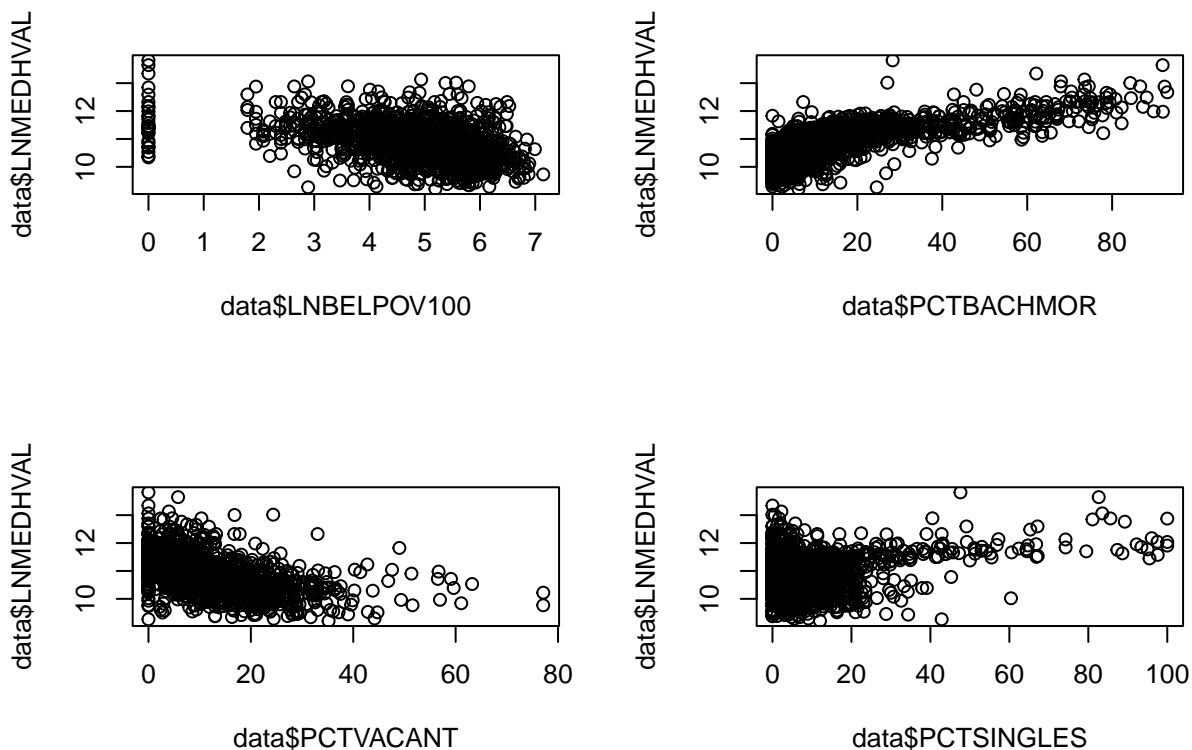 data$LNMEDHVAL
10 12
0 1 2 3 4 5 6 7
data$LNBELPOV100
data$LNMEDHVAL
10 12
0 20 40 60 80
data$PCTBACHMOR
data$LNMEDHVAL
10 12
0 20 40 60 80
data$PCTVACANT
data$LNMEDHVAL
10 12
0 20 40 60 80 100
data$PCTSINGLES